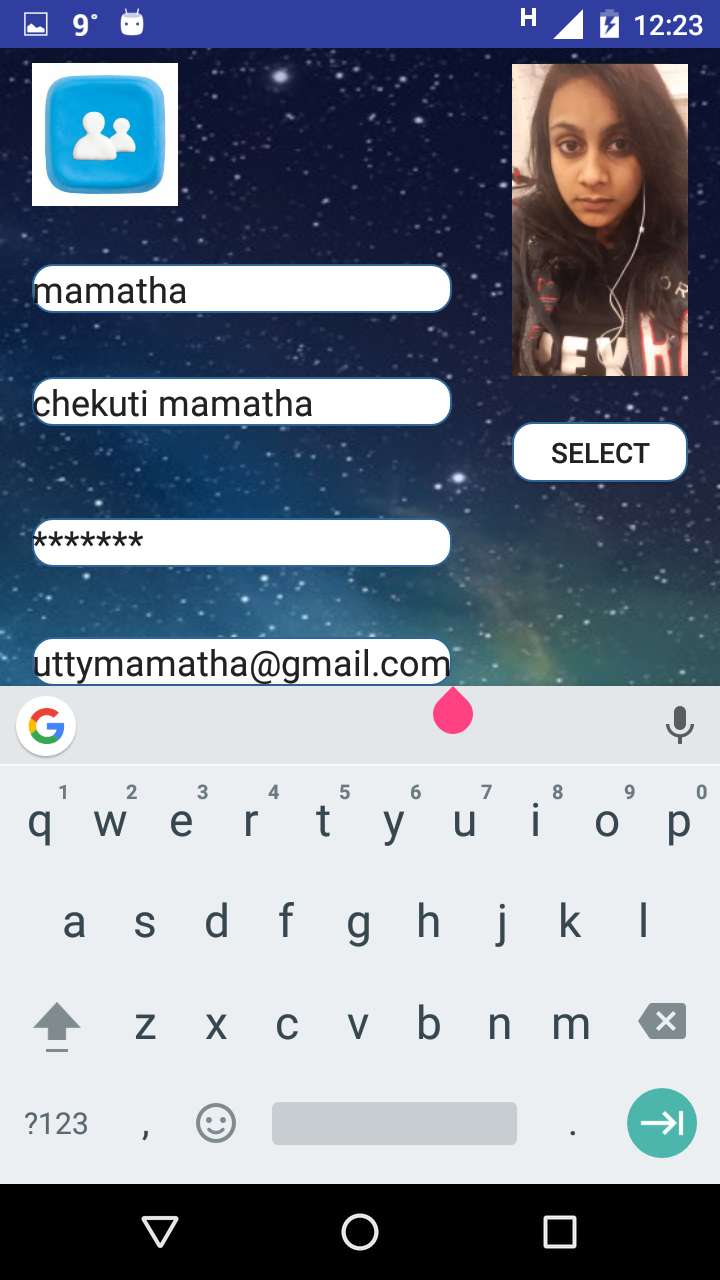 9° H 12:23
mamatha
chekuti mamatha
SELECT
*******
uttymamatha@gmail.com
G
1 2 3 4 5 6 7 8 9 0
q w e r t y u i o p
a s d f g h j k l
z x c v b n m
?123 , .